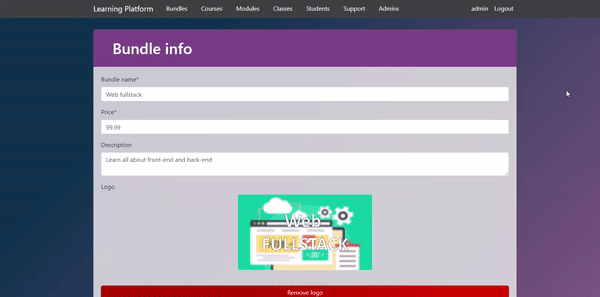 Learning Platform Bundles Courses Modules Classes Students Support Admins admin Logout
Bundle info
Bundle name*
Web fullstack
Price*
99,99
Description
Learn all about front-end and back-end
Logo
Web
FULLSTACK
Remove logo